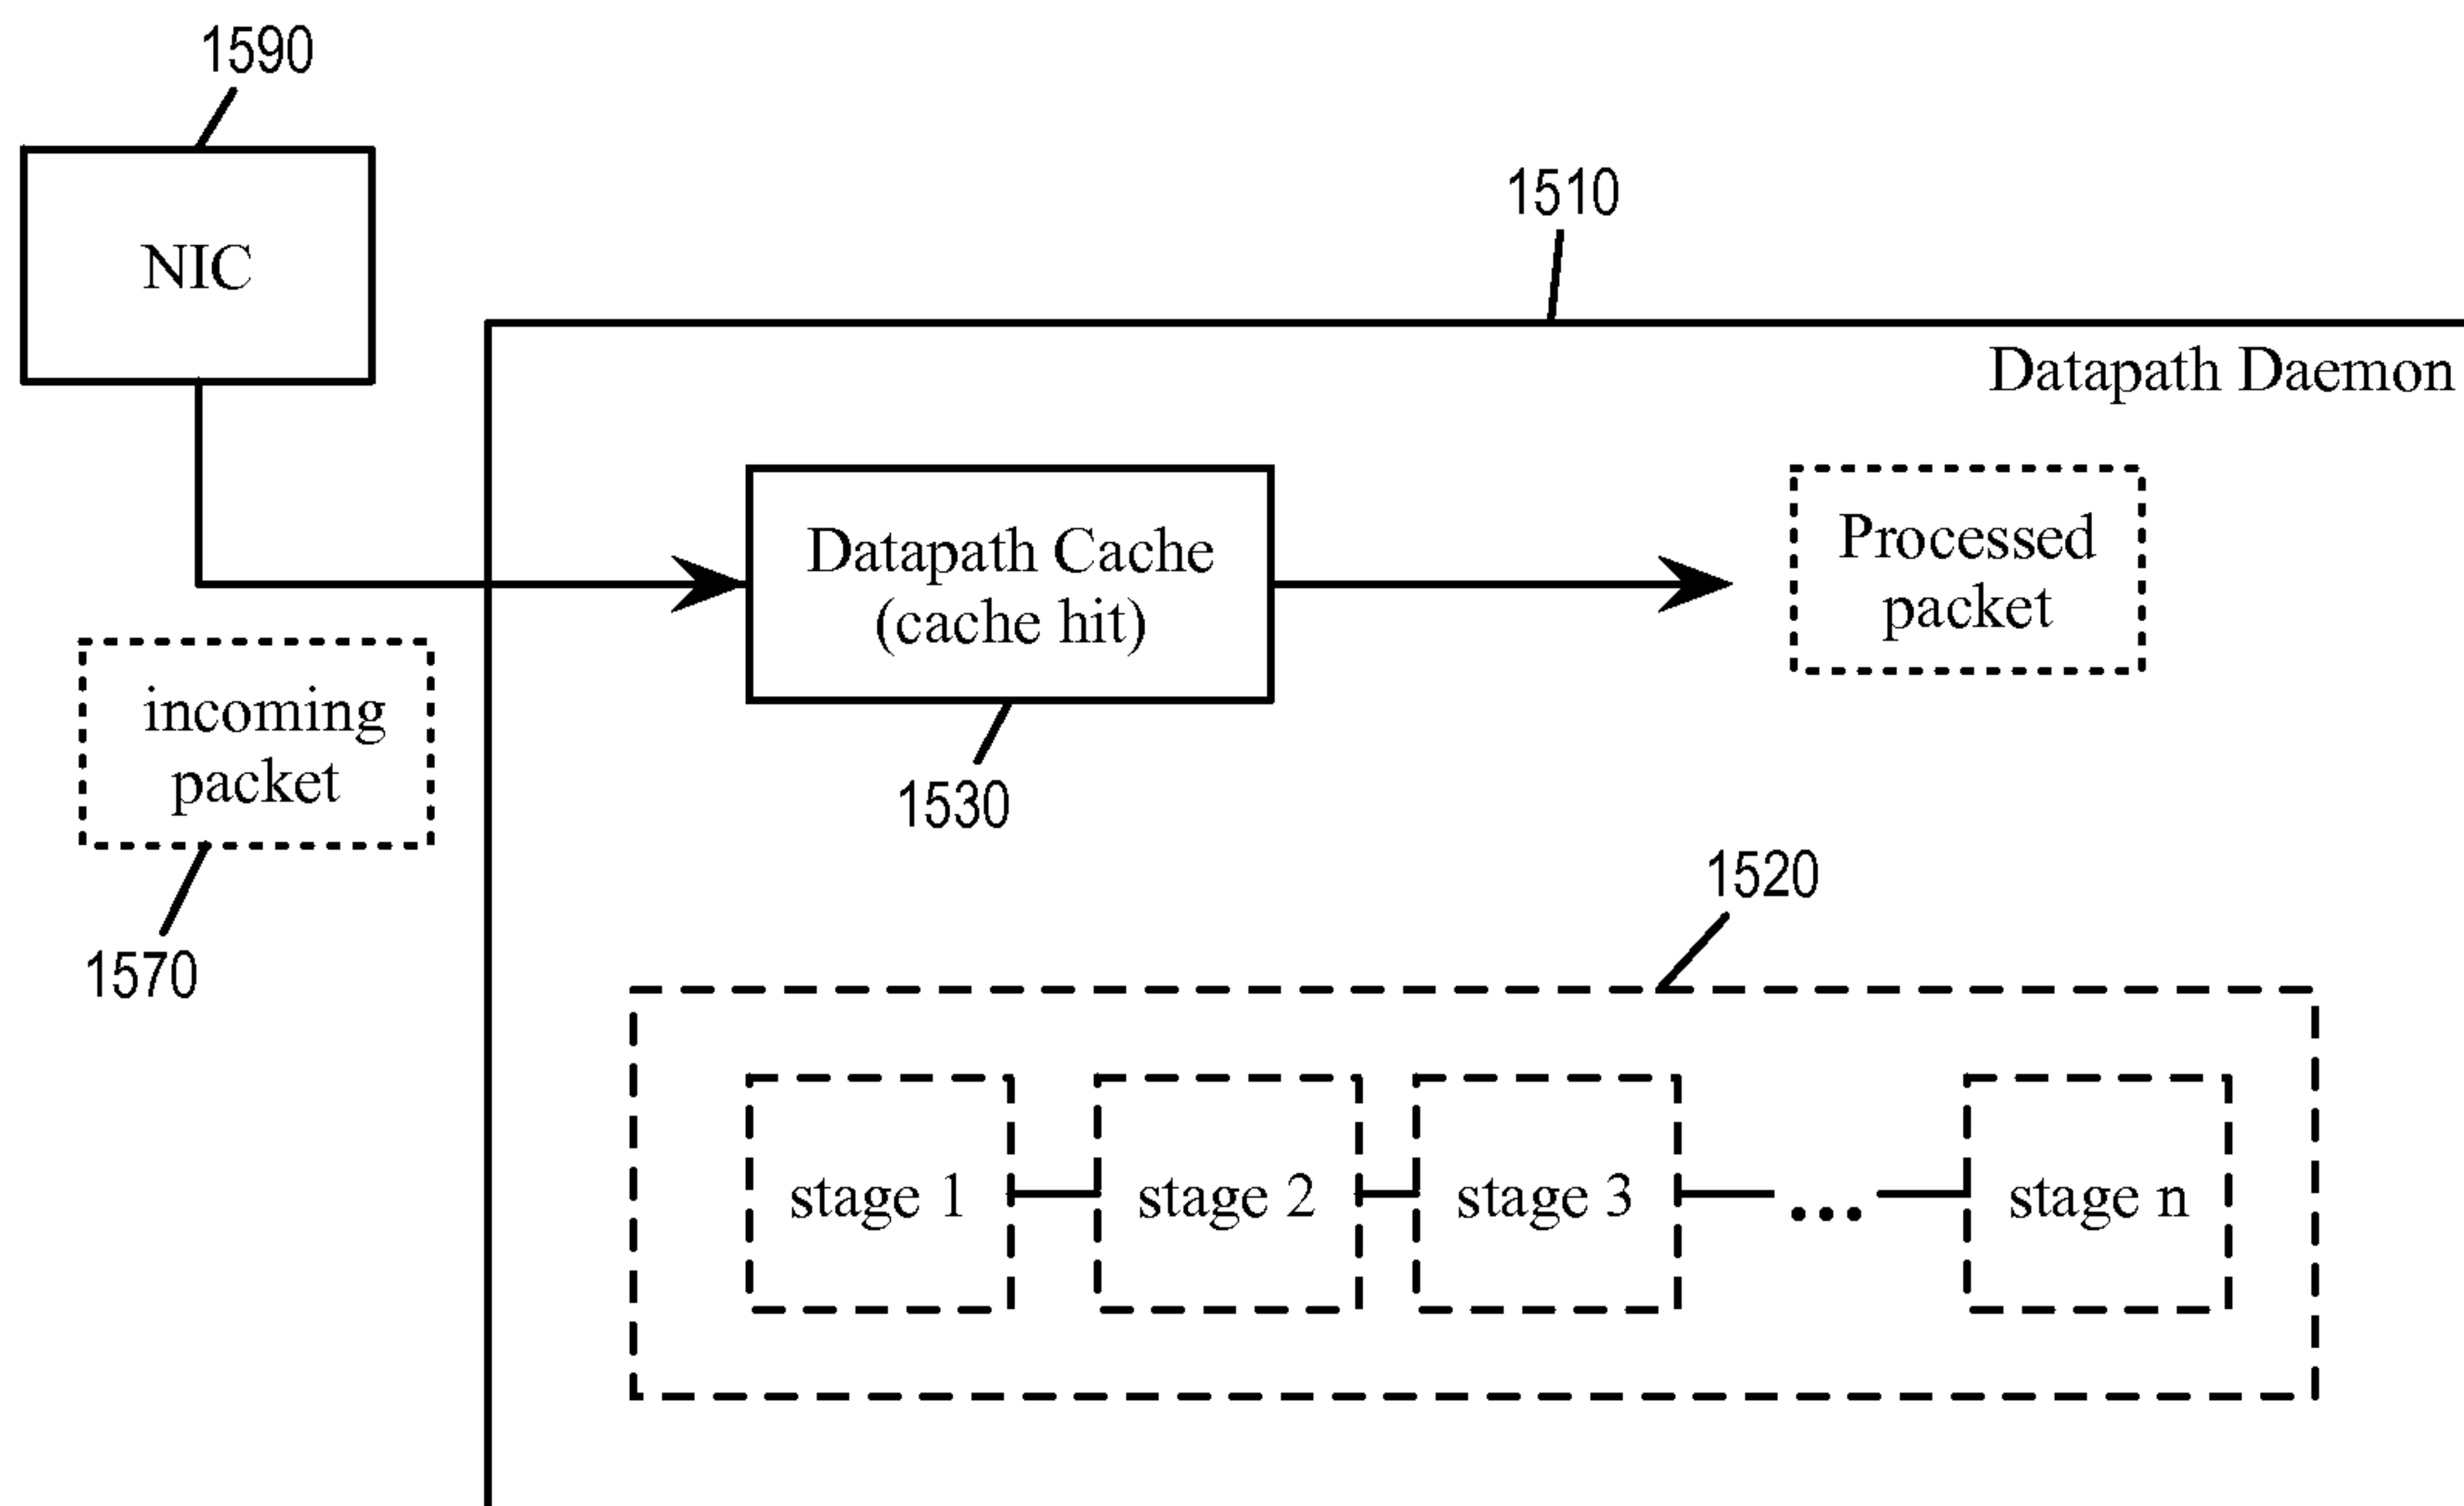 1590
NIC
1510
Datapath Daemon
Datapath Cache
(cache hit)
Processed
packet
incoming
packet
1530
1570
1520
stage 1
stage 2
stage 3
...
stage n